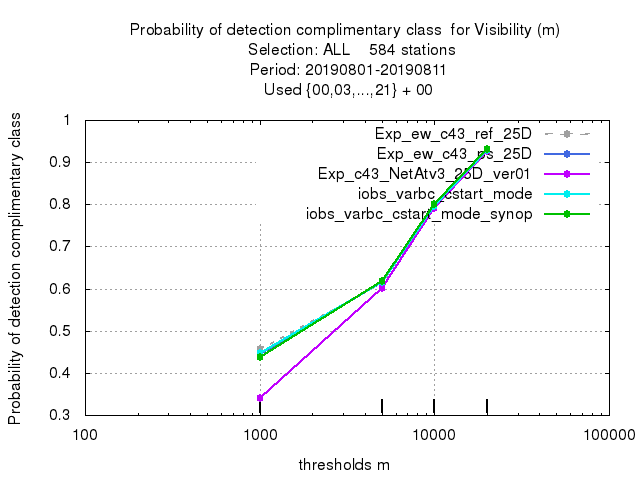 Probability of detection complimentary class  for Visibility (m)
Selection: ALL    584 stations
Period: 20190801-20190811
Used {00,03,...,21} + 00
Probability of detection complimentary class
1
0.9
0.8
0.7
0.6
0.5
0.4
0.3
Exp_ew_c43_ref_25D
Exp_ew_c43_ps_25D
Exp_c43_NetAtv3_25D_ver01
iobs_varbc_cstart_mode
iobs_varbc_cstart_mode_synop
100 1000 10000 100000
thresholds m